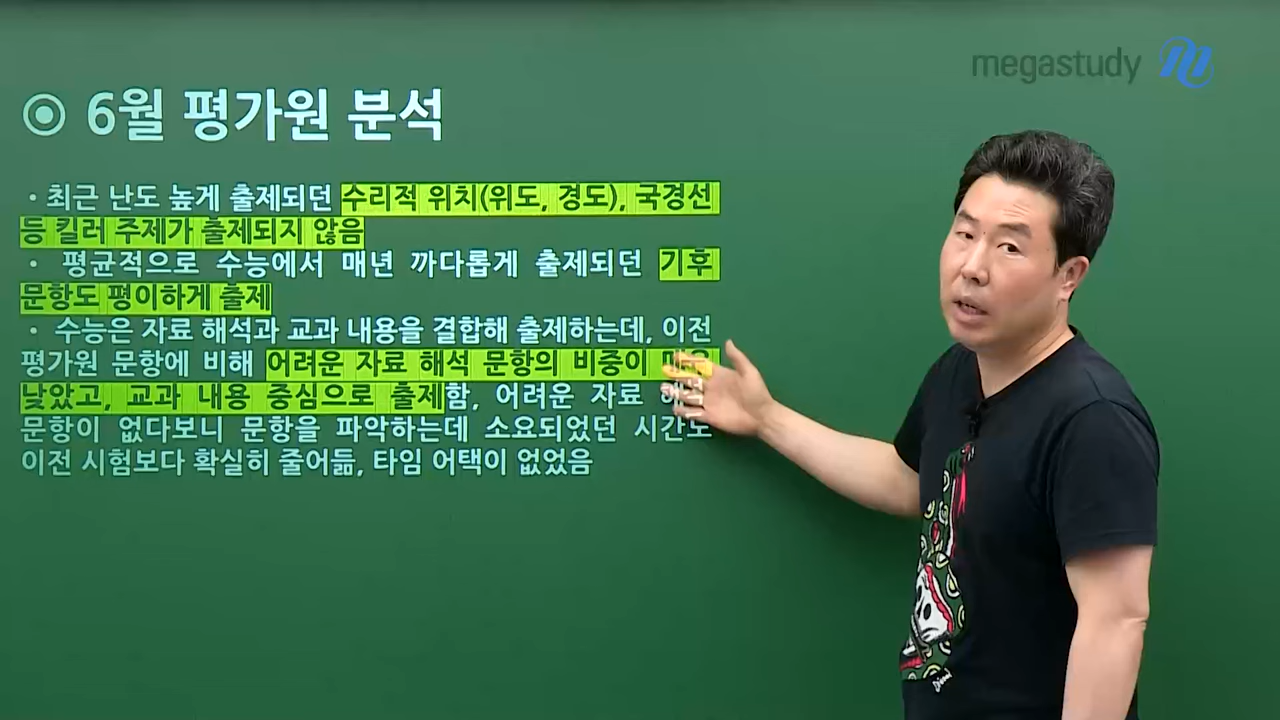 megastudy
◉ 6월 평가원 분석
· 최근 난도 높게 출제되던 수리적 위치(위도, 경도), 국경선
등 킬러 주제가 출제되지 않음
· 평균적으로 수능에서 매년 까다롭게 출제되던 기후
문항도 평이하게 출제
· 수능은 자료 해석과 교과 내용을 결합해 출제하는데, 이전
평가원 문항에 비해 어려운 자료 해석 문항의 비중이
낮았고, 교과 내용 중심으로 출제함, 어려운 자료 해석
문항이 없다보니 문항을 파악하는데 소요되었던 시간도
이전 시험보다 확실히 줄어듦, 타임 어택이 없었음